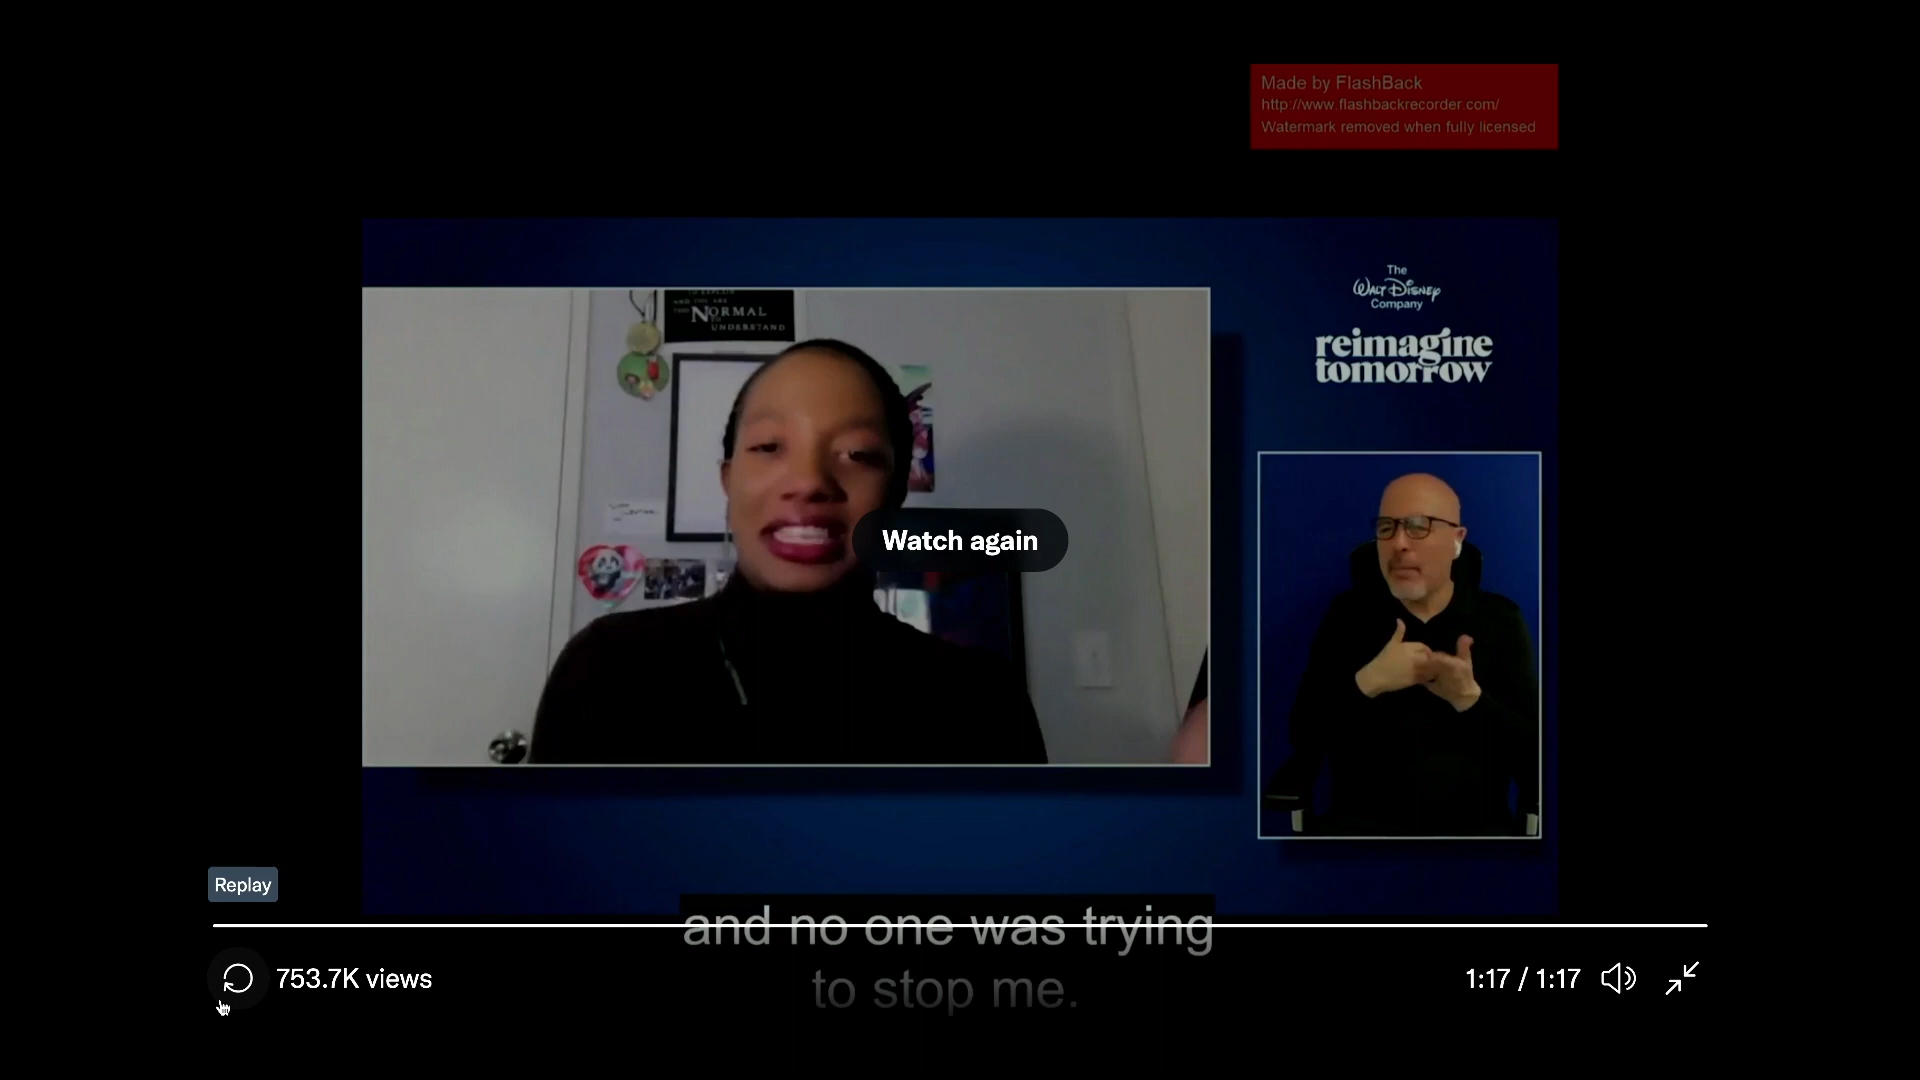 Made by FlashBack
http://www.flashbackrecorder.com/
Watermark removed when fully licensed
The
WALT DISNEY
Company
reimagine
tomorrow
NORMAL
UNDERSTAND
Watch again
Replay
and no one was trying
to stop me.
753.7K views
1:17 / 1:17